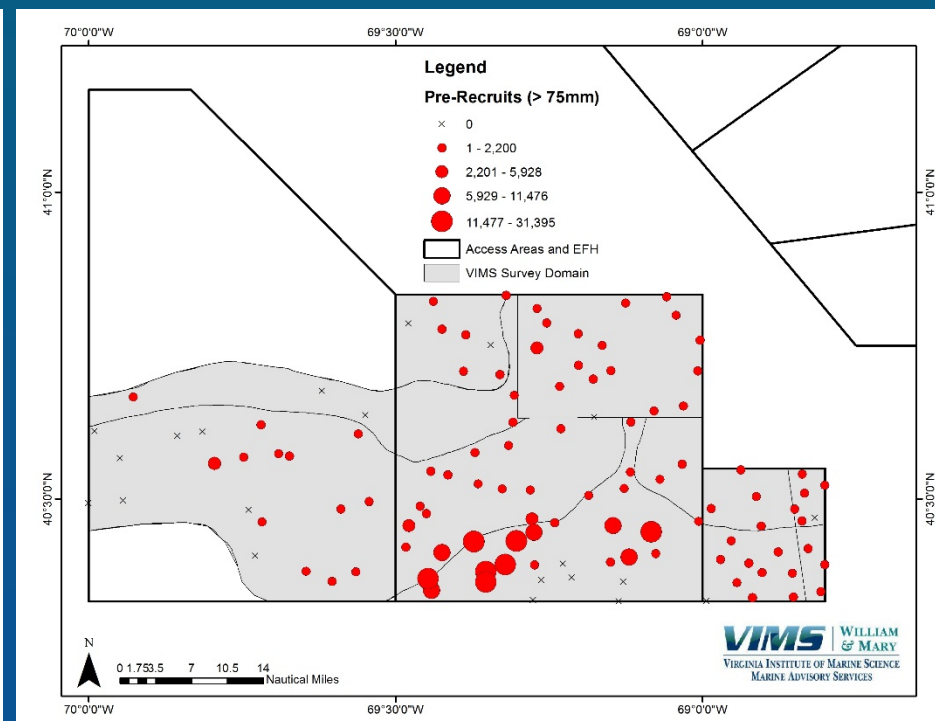 70°0'0"W
69°30'0"W
69°0'0"W
Legend
Pre-Recruits (> 75mm)
0
1 - 2,200
2,201 - 5,928
5,929 - 11,476
11,477 - 31,395
Access Areas and EFH
VIMS Survey Domain
41°0'0"N
41°0'0"N
40°30'0"N
40°30'0"N
N
0 1.753.5 7 10.5 14
Nautical Miles
VIMS WILLIAM
& MARY
VIRGINIA INSTITUTE OF MARINE SCIENCE
MARINE ADVISORY SERVICES
70°0'0"W
69°30'0"W
69°0'0"W